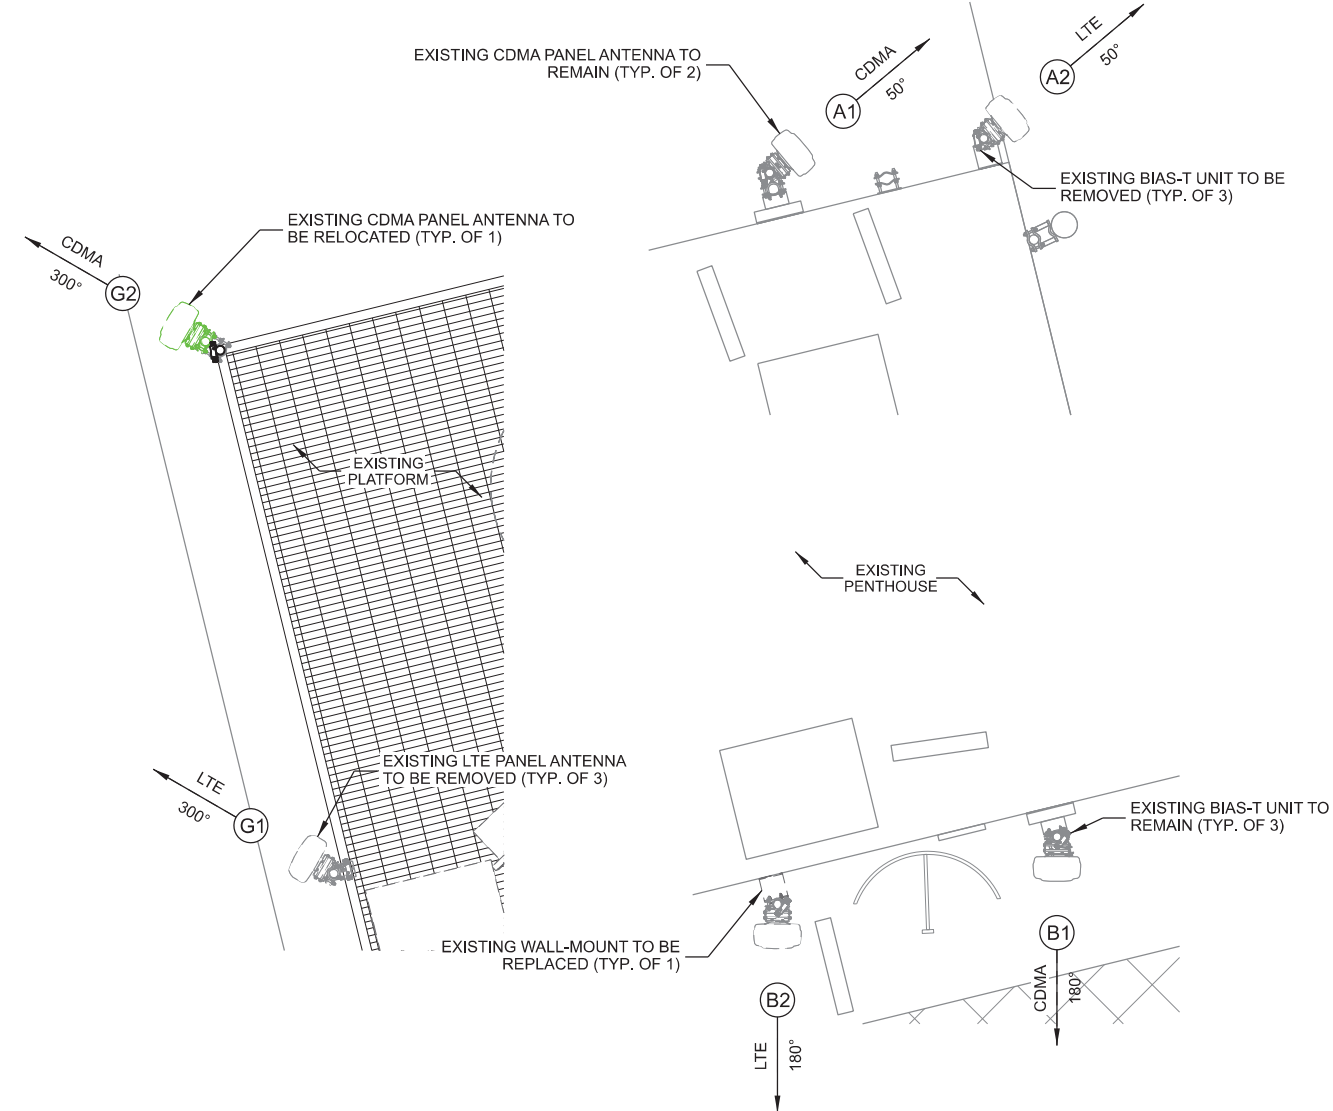 EXISTING CDMA PANEL ANTENNA TO
REMAIN (TYP. OF 2)
CDMA
50°
A1
LTE
50°
A2
EXISTING BIAS-T UNIT TO BE
REMOVED (TYP. OF 3)
EXISTING CDMA PANEL ANTENNA TO
BE RELOCATED (TYP. OF 1)
CDMA
300°
G2
EXISTING
PLATFORM
EXISTING
PENTHOUSE
EXISTING LTE PANEL ANTENNA
TO BE REMOVED (TYP. OF 3)
LTE
300°
G1
EXISTING BIAS-T UNIT TO
REMAIN (TYP. OF 3)
EXISTING WALL-MOUNT TO BE
REPLACED (TYP. OF 1)
B1
CDMA
180°
B2
LTE
180°